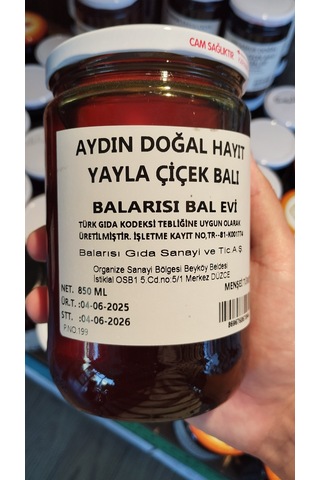 CAM SAĞLIKTIR
AYDIN DOĞAL HAYIT
YAYLA ÇİÇEK BALI
BALARISI BAL EVİ
TÜRK GIDA KODEKSİ TEBLİĞİNE UYGUN OLARAK
ÜRETİLMİŞTİR. İŞLETME KAYIT NO,TR-81-K001774
Balarısı Gıda Sanayi ve Tic A.Ş.
Organize Sanayi Bölgesi Beyköy Beldesi
İstiklal OSB1 5.Cd.no:5/1 Merkez DÜZCE
NET. 850 ML
MENŞEİ
ÜR.T. :04-06-2025
STT. :04-06-2026
P.NO.199